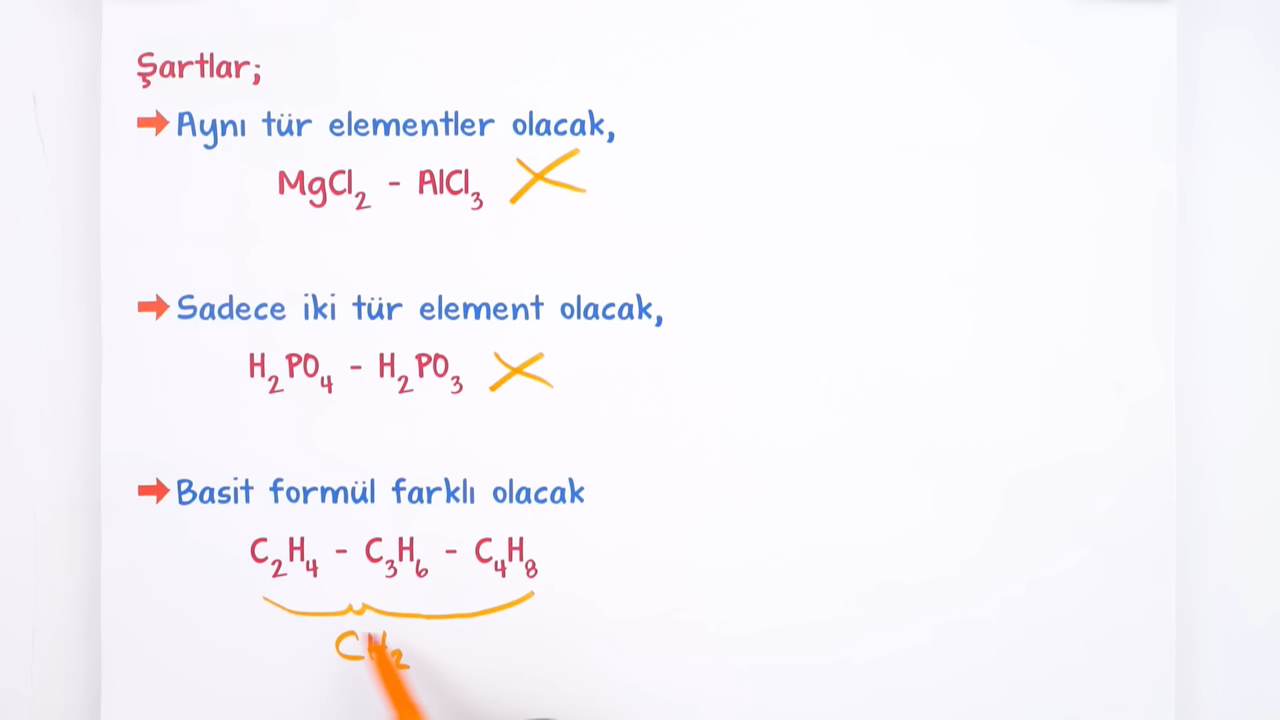 Şartlar;
➡ Aynı tür elementler olacak,
MgCl₂ - AlCl₃
➡ Sadece iki tür element olacak,
H₂PO₄ - H₂PO₃
➡ Basit formül farklı olacak
C₂H₄ - C₃H₆ - C₄H₈
CH₂